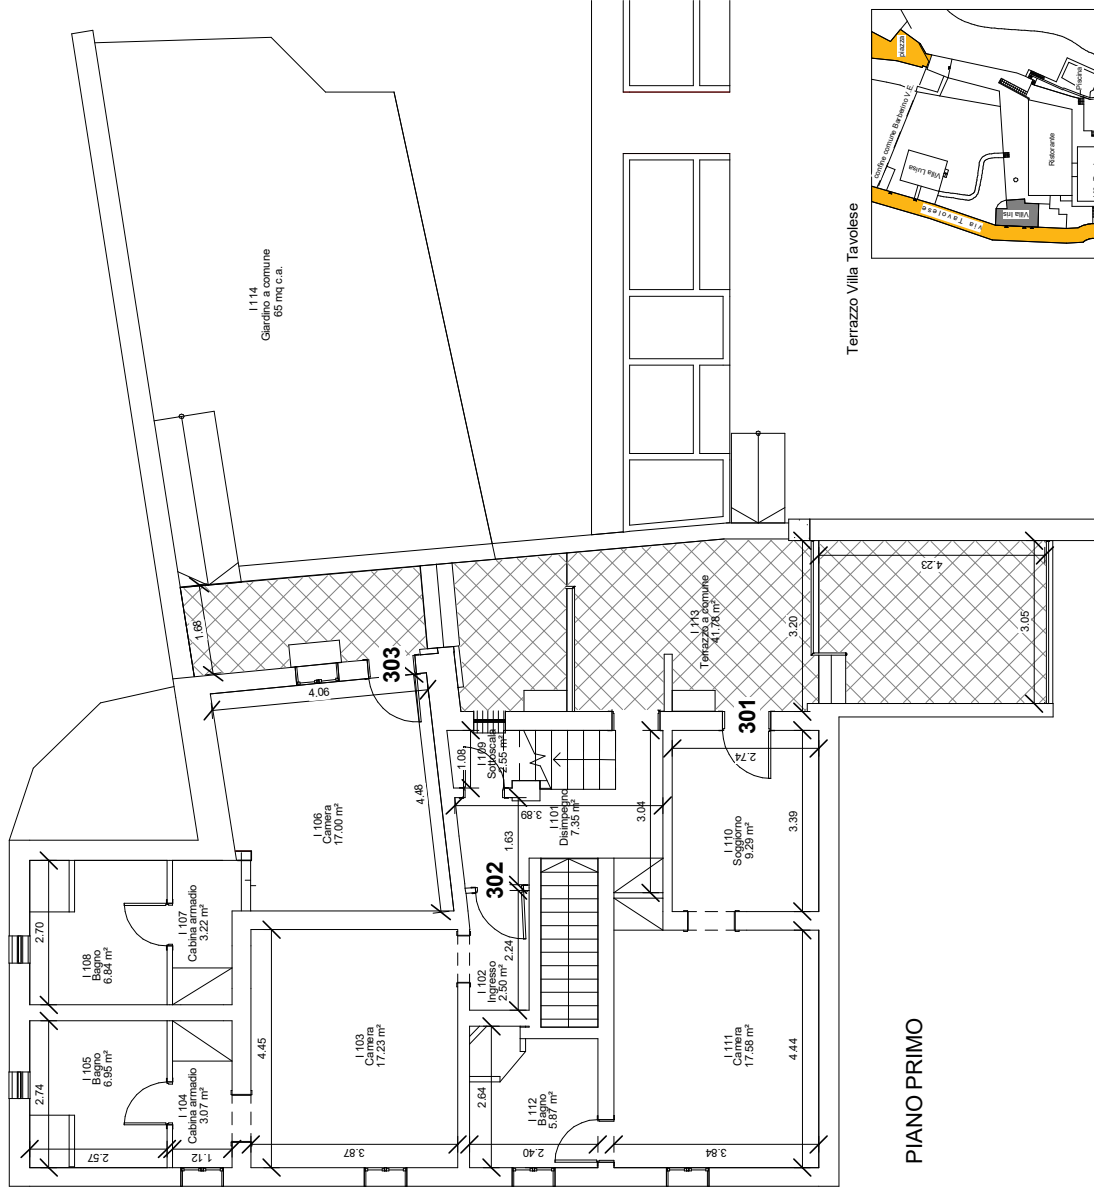 I 114
Giardino a comune
65 mq c.a.
Terrazzo Villa Tavolese
piazza
confine comune Barberino V.E.
Piscina
Ristorante
Villa Luisa
Villa Iris
via Tavolese
1.68
303
4.06
4.48
I 106
Camera
17.00 m²
I 113
Terrazzo a comune
41.78 m²
3.20
4.23
3.05
301
2.74
3.39
I 110
Soggiorno
9.29 m²
I 109
Sottoscala
2.55 m²
1.08
3.89
I 101
Disimpegno
7.35 m²
3.04
1.63
302
2.24
I 102
Ingresso
2.50 m²
2.70
I 108
Bagno
6.84 m²
I 107
Cabina armadio
3.22 m²
2.74
I 105
Bagno
6.95 m²
I 104
Cabina armadio
3.07 m²
2.57
1.12
4.45
I 103
Camera
17.23 m²
3.87
2.64
I 112
Bagno
5.87 m²
2.40
I 111
Camera
17.58 m²
4.44
3.84
PIANO PRIMO